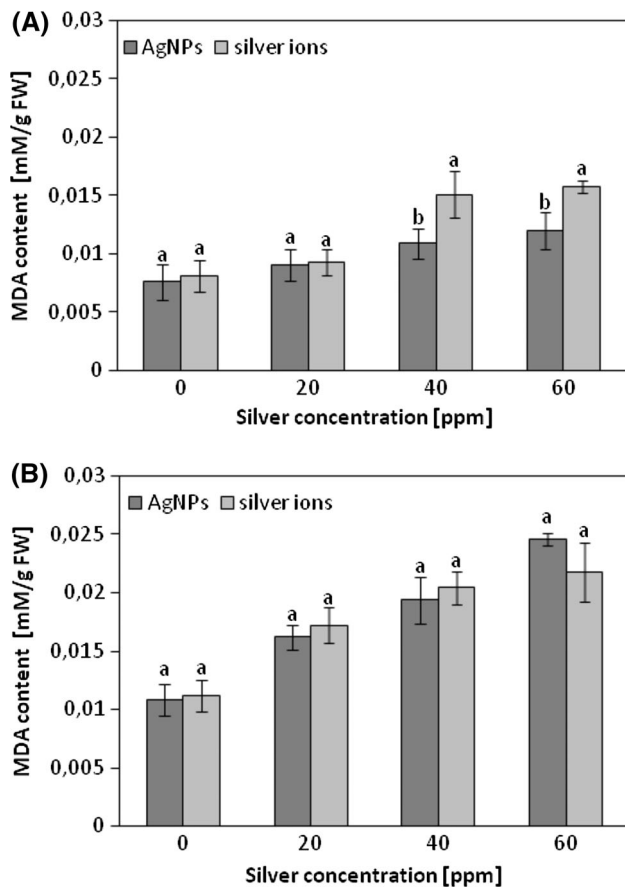 (A)
MDA content [mM/g FW]
0,03
0,025
0,02
0,015
0,01
0,005
0
AgNPs silver ions
a a a a b a b a
0 20 40 60
Silver concentration [ppm]
(B)
MDA content [mM/g FW]
0,03
0,025
0,02
0,015
0,01
0,005
0
AgNPs silver ions
a a a a a a a a
0 20 40 60
Silver concentration [ppm]